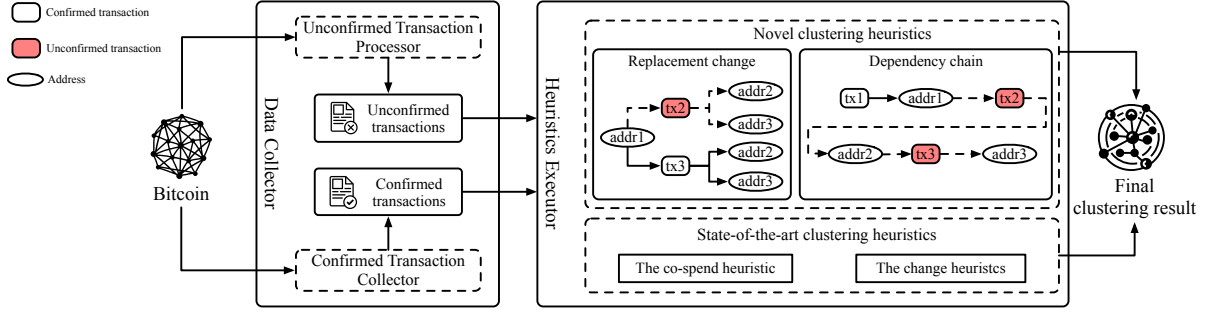 Confirmed transaction
Unconfirmed transaction
Address
Bitcoin
Data Collector
Unconfirmed Transaction
Processor
Unconfirmed
transactions
Confirmed
transactions
Confirmed Transaction
Collector
Heuristics Executor
Novel clustering heuristics
Replacement change
addr1
tx2
addr2
addr3
tx3
addr2
addr3
Dependency chain
tx1
addr1
tx2
addr2
tx3
addr3
State-of-the-art clustering heuristics
The co-spend heuristic
The change heuristcs
Final
clustering result